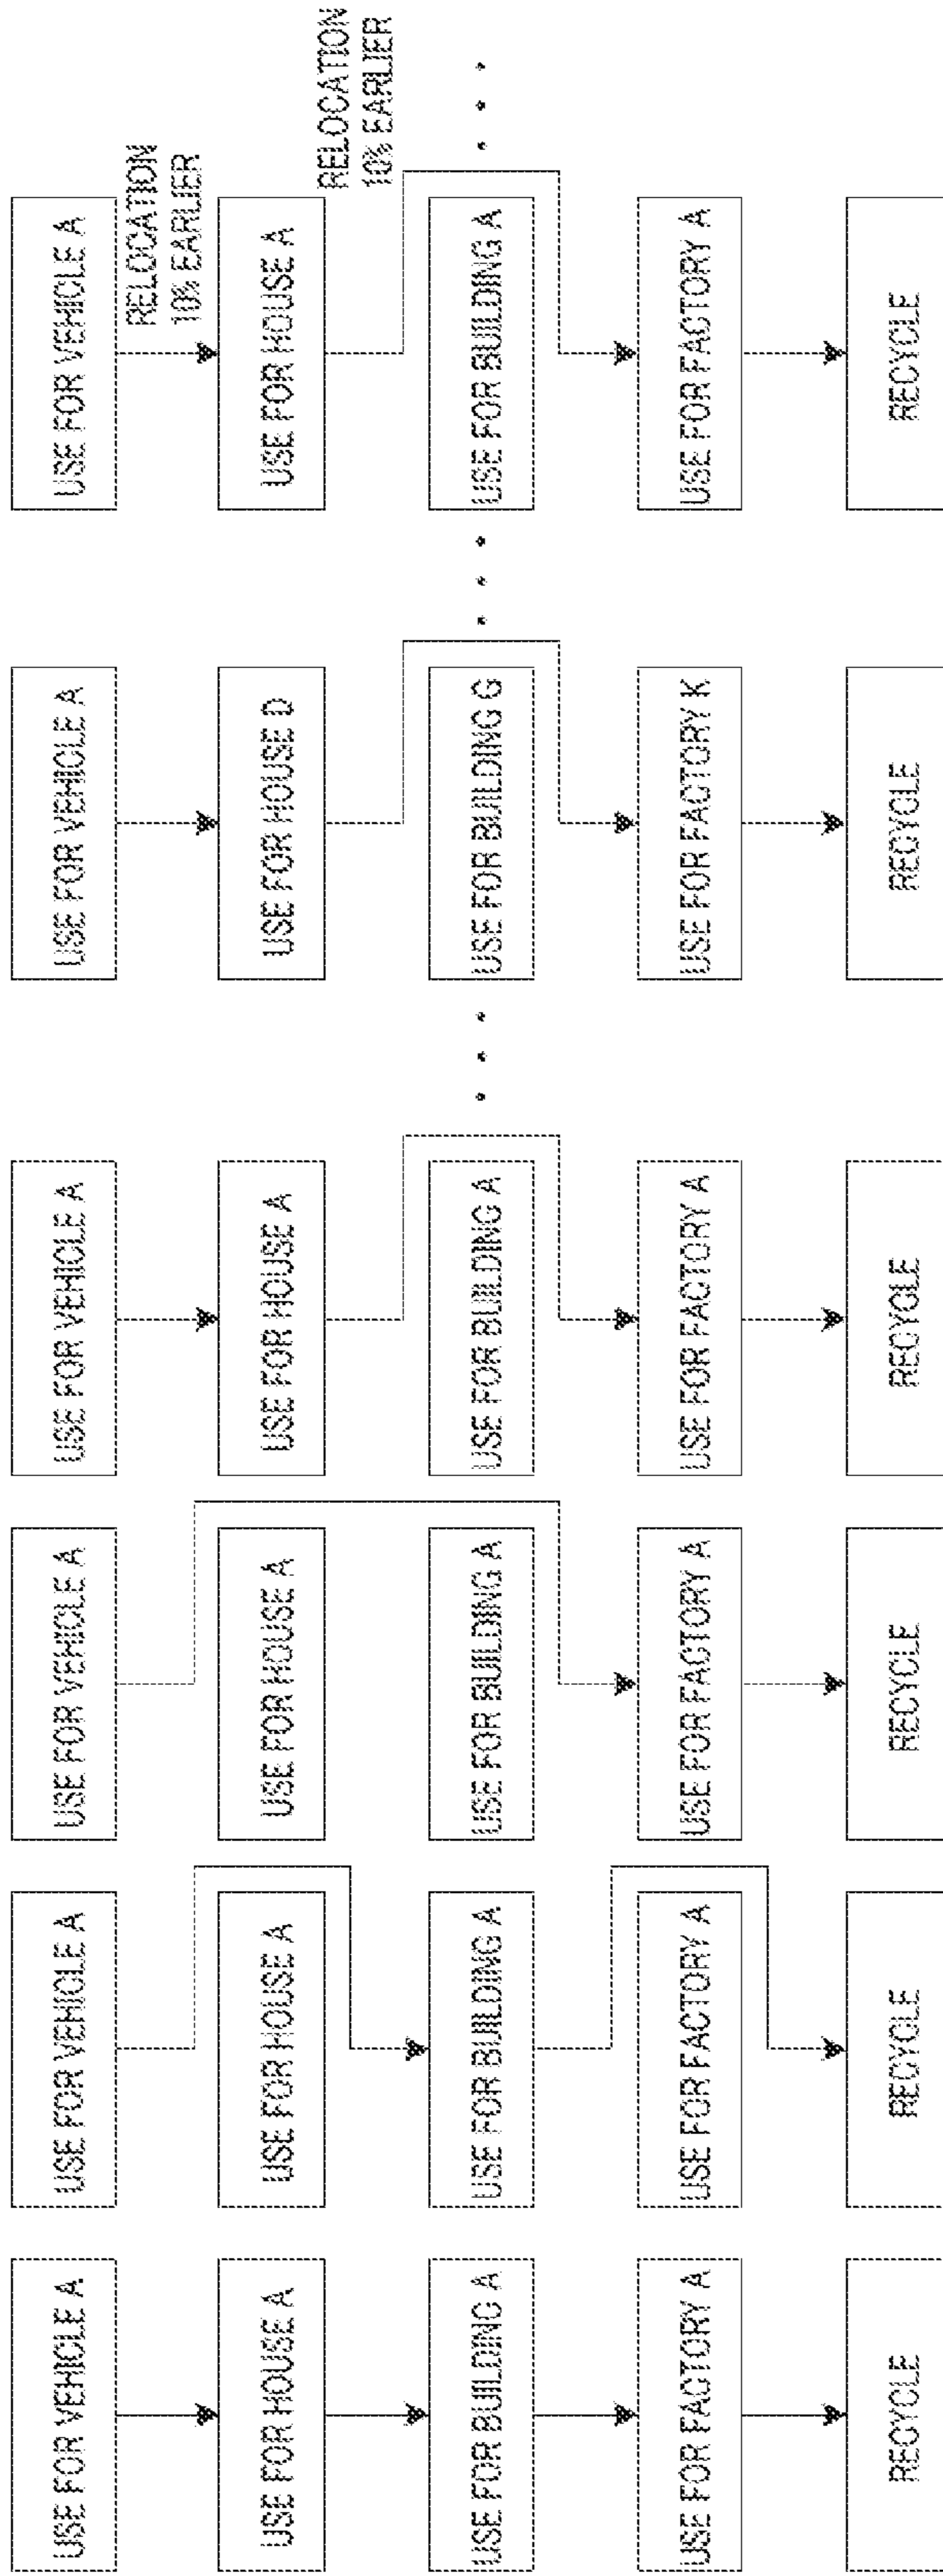 USE FOR VEHICLE A
USE FOR HOUSE A
USE FOR BUILDING A
USE FOR FACTORY A
RECYCLE
USE FOR VEHICLE A
USE FOR HOUSE A
USE FOR BUILDING A
USE FOR FACTORY A
RECYCLE
USE FOR VEHICLE A
USE FOR HOUSE A
USE FOR BUILDING A
USE FOR FACTORY A
RECYCLE
USE FOR VEHICLE A
USE FOR HOUSE A
USE FOR BUILDING A
USE FOR FACTORY A
RECYCLE
USE FOR VEHICLE A
USE FOR HOUSE D
USE FOR BUILDING G
USE FOR FACTORY K
RECYCLE
USE FOR VEHICLE A
RELOCATION
10% EARLIER
USE FOR HOUSE A
RELOCATION
10% EARLIER
USE FOR BUILDING A
USE FOR FACTORY A
RECYCLE